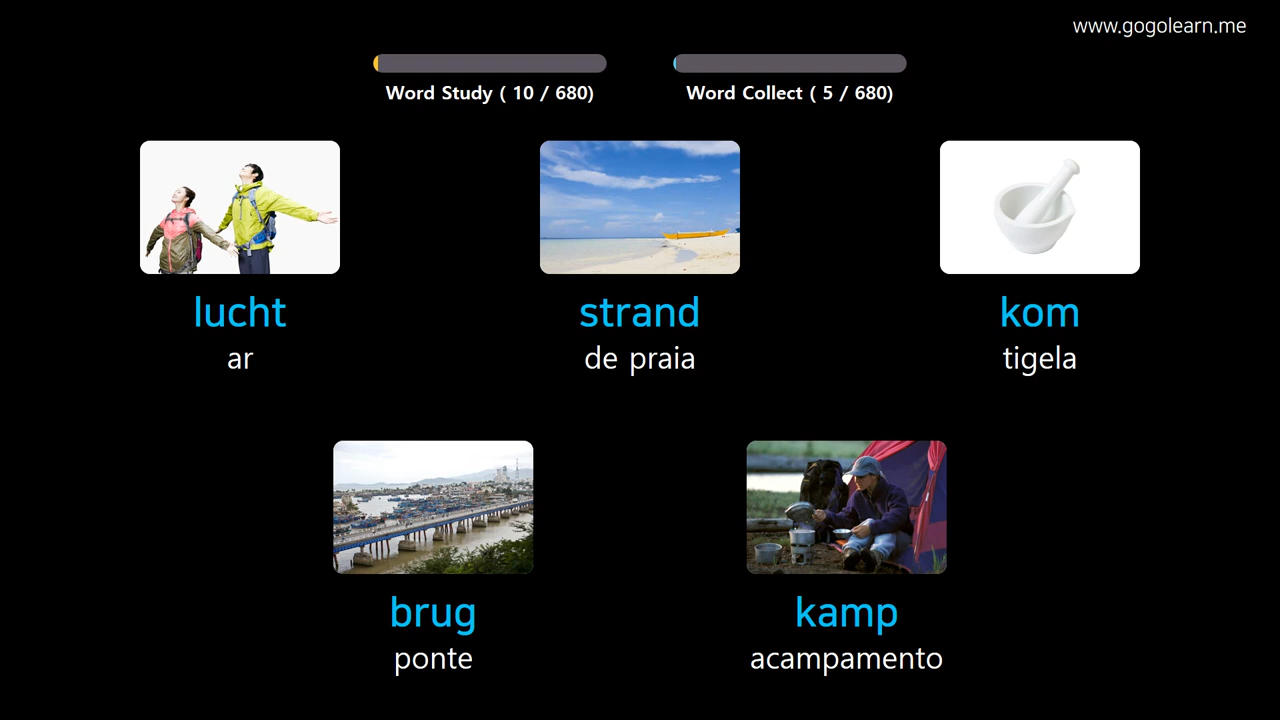 www.gogolearn.me
Word Study ( 10 / 680)
Word Collect ( 5 / 680)
lucht
ar
strand
de praia
kom
tigela
brug
ponte
kamp
acampamento